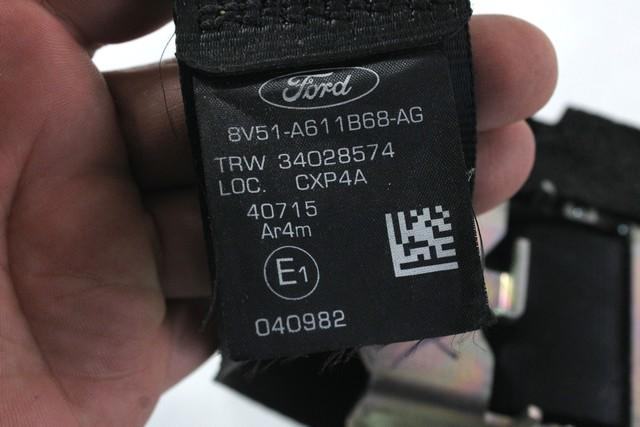 Ford
8V51-A611B68-AG
TRW 34028574
LOC. CXP4A
40715
Ar4m
E1
040982